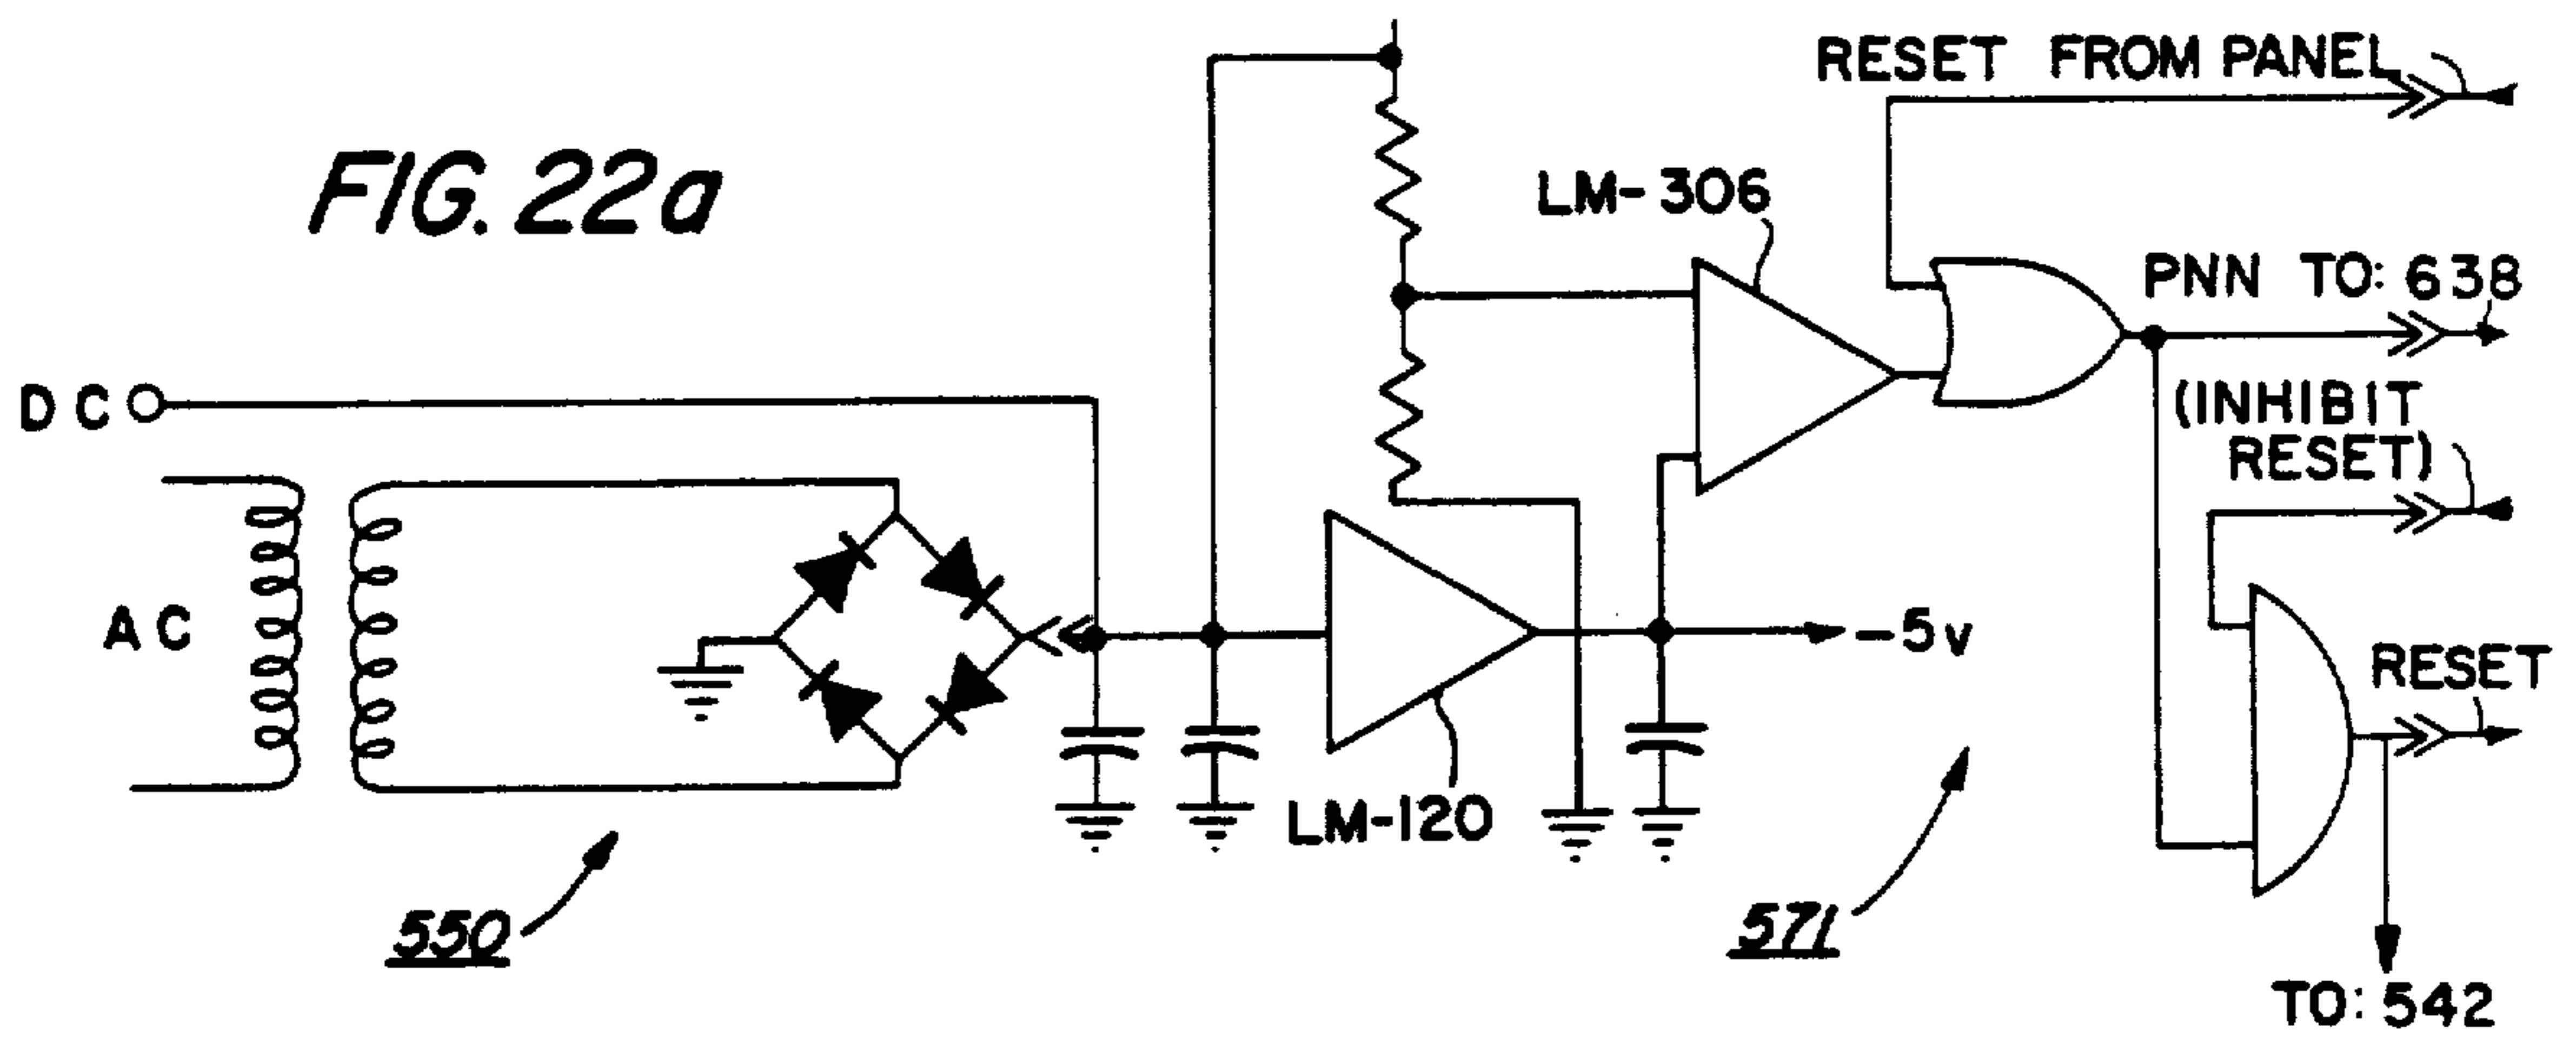 RESET FROM PANEL
FIG. 22a
LM-306
PNN TO: 638
DC
(INHIBIT
RESET)
AC
-5v
RESET
LM-120
550
571
TO: 542